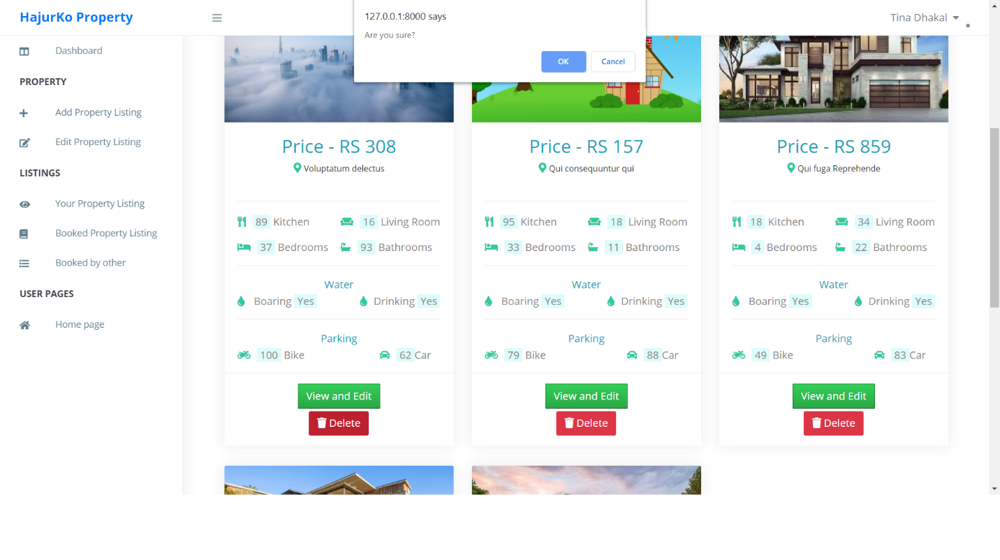 HajurKo Property
127.0.0.1:8000 says
Are you sure?
OK Cancel
Tina Dhakal
Dashboard
PROPERTY
Add Property Listing
Edit Property Listing
LISTINGS
Your Property Listing
Booked Property Listing
Booked by other
USER PAGES
Home page
Price - RS 308
Voluptatum delectus
89 Kitchen 16 Living Room
37 Bedrooms 93 Bathrooms
Water
Boaring Yes Drinking Yes
Parking
100 Bike 62 Car
View and Edit
Delete
Price - RS 157
Qui consequuntur qui
95 Kitchen 18 Living Room
33 Bedrooms 11 Bathrooms
Water
Boaring Yes Drinking Yes
Parking
79 Bike 88 Car
View and Edit
Delete
Price - RS 859
Qui fuga Reprehende
18 Kitchen 34 Living Room
4 Bedrooms 22 Bathrooms
Water
Boaring Yes Drinking Yes
Parking
49 Bike 83 Car
View and Edit
Delete